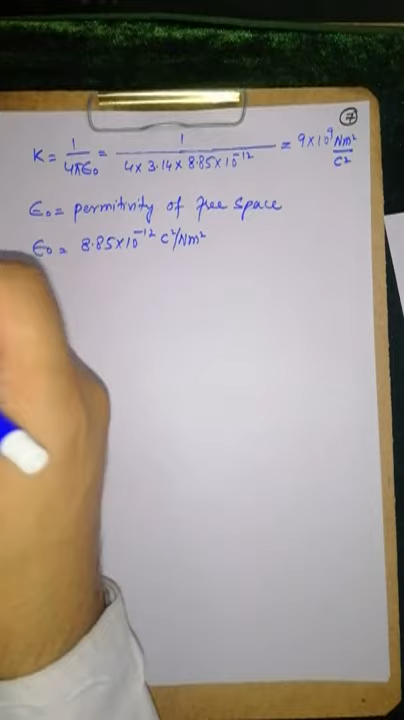 7
K = 1/4πϵ₀ = 1/4×3.14×8.85×10⁻¹² = 9×10⁹ Nm²/C²
ϵ₀ = permitivity of free space
ϵ₀ = 8.85×10⁻¹² C²/Nm²